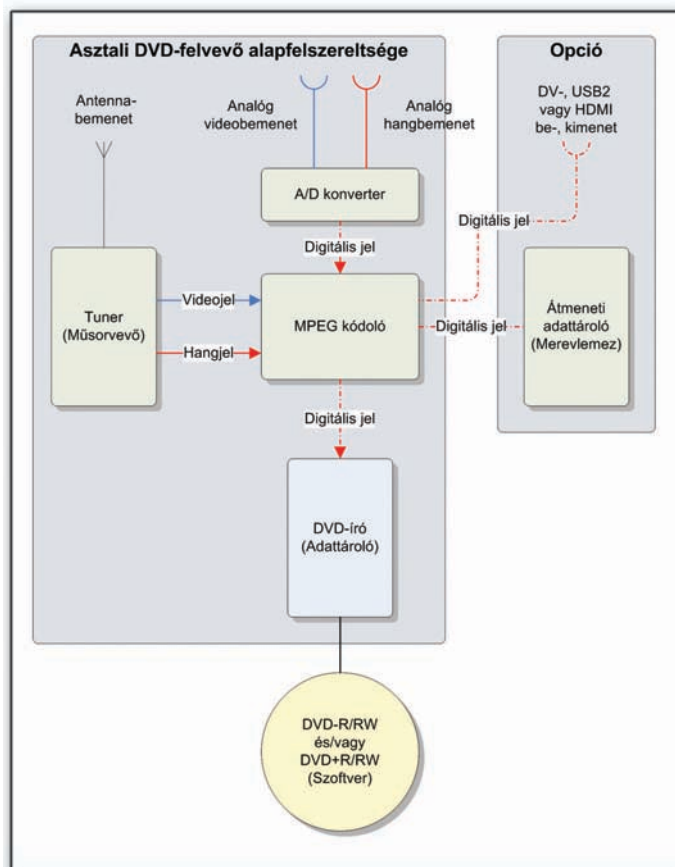 Asztali DVD-felvevő alapfelszereltsége
Antenna-
bemenet
Analóg
videobemenet
Analóg
hangbemenet
A/D konverter
Digitális jel
Tuner
(Műsorvevő)
Videojel
Hangjel
MPEG kódoló
Digitális jel
DVD-író
(Adattároló)
DVD-R/RW
és/vagy
DVD+R/RW
(Szoftver)
Opció
DV-, USB2
vagy HDMI
be-, kimenet
Digitális jel
Digitális jel
Átmeneti
adattároló
(Merevlemez)